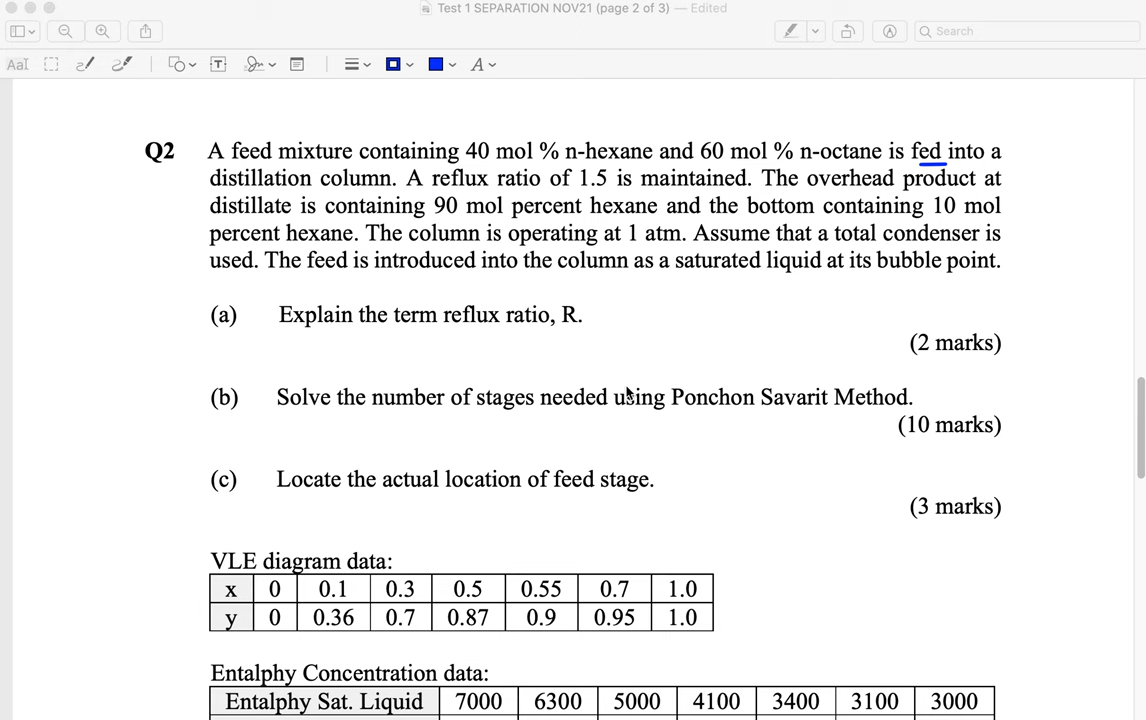 Test 1 SEPARATION NOV21 (page 2 of 3) — Edited
Search
AaI
A
Q2 A feed mixture containing 40 mol % n-hexane and 60 mol % n-octane is fed into a
distillation column. A reflux ratio of 1.5 is maintained. The overhead product at
distillate is containing 90 mol percent hexane and the bottom containing 10 mol
percent hexane. The column is operating at 1 atm. Assume that a total condenser is
used. The feed is introduced into the column as a saturated liquid at its bubble point.
(a) Explain the term reflux ratio, R.
(2 marks)
(b) Solve the number of stages needed using Ponchon Savarit Method.
(10 marks)
(c) Locate the actual location of feed stage.
(3 marks)
VLE diagram data:
x 0 0.1 0.3 0.5 0.55 0.7 1.0
y 0 0.36 0.7 0.87 0.9 0.95 1.0
Entalphy Concentration data:
Entalphy Sat. Liquid 7000 6300 5000 4100 3400 3100 3000